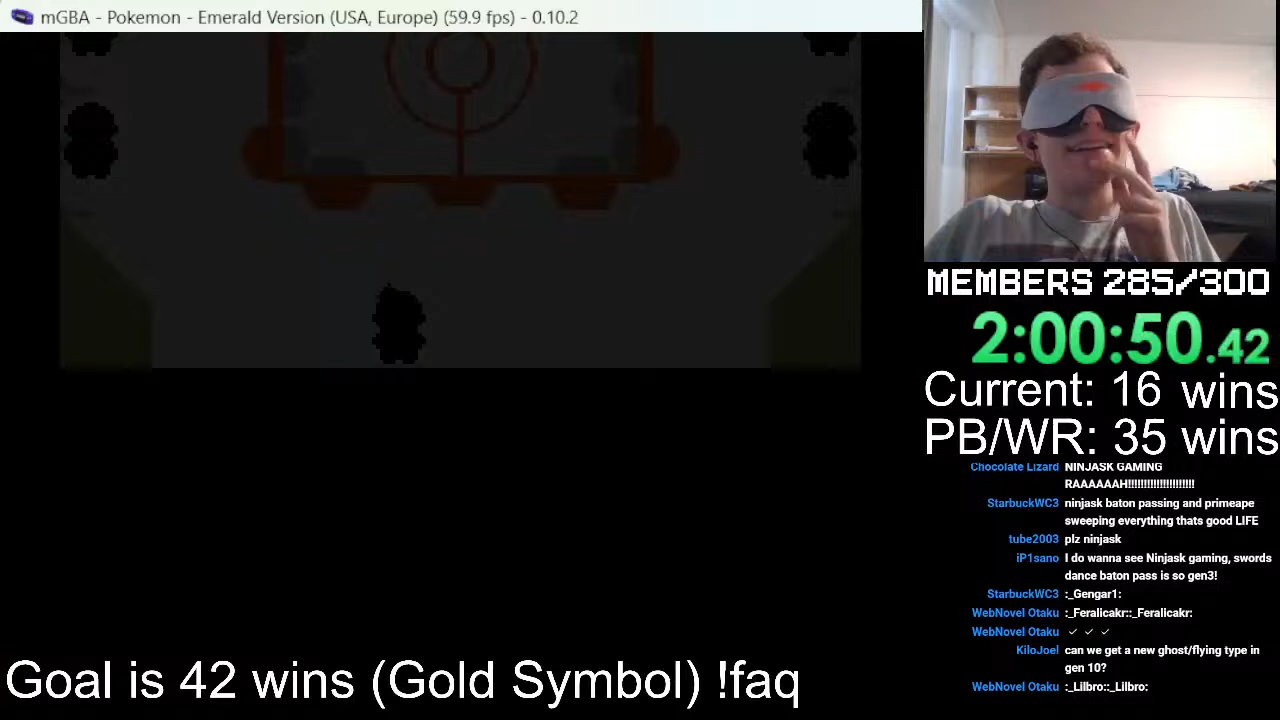 mGBA - Pokemon - Emerald Version (USA, Europe) (59.9 fps) - 0.10.2
MEMBERS 285/300
2:00:50.42
Current: 16 wins
PB/WR: 35 wins
Chocolate Lizard NINJASK GAMING
RAAAAAAH!!!!!!!!!!!!!!!!!!!!!!
StarbuckWC3 ninjask baton passing and primeape
sweeping everything thats good LIFE
tube2003 plz ninjask
iP1sano I do wanna see Ninjask gaming, swords
dance baton pass is so gen3!
StarbuckWC3 :_Gengar1:
WebNovel Otaku :_Feralicakr::_Feralicakr:
WebNovel Otaku ✓ ✓ ✓
KiloJoel can we get a new ghost/flying type in
gen 10?
WebNovel Otaku :_Lilbro::_Lilbro:
Goal is 42 wins (Gold Symbol) !faq